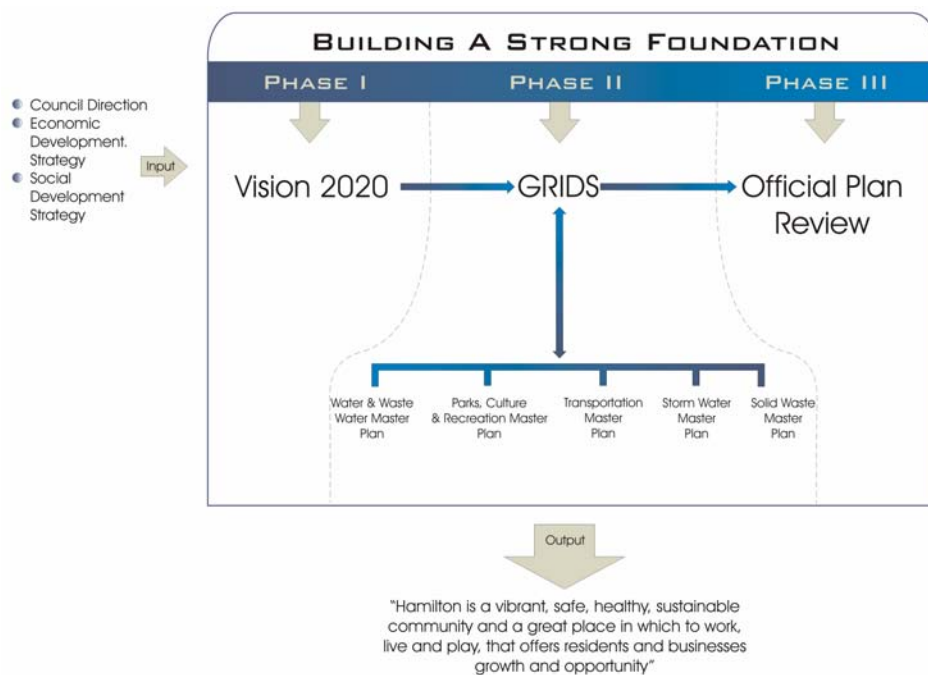 BUILDING A STRONG FOUNDATION
PHASE I
PHASE II
PHASE III
Council Direction
Economic
Development.
Strategy
Social
Development
Strategy
Input
Vision 2020
GRIDS
Official Plan
Review
Water & Waste
Water Master
Plan
Parks, Culture
& Recreation Master
Plan
Transportation
Master
Plan
Storm Water
Master
Plan
Solid Waste
Master
Plan
Output
"Hamilton is a vibrant, safe, healthy, sustainable
community and a great place in which to work,
live and play, that offers residents and businesses
growth and opportunity"